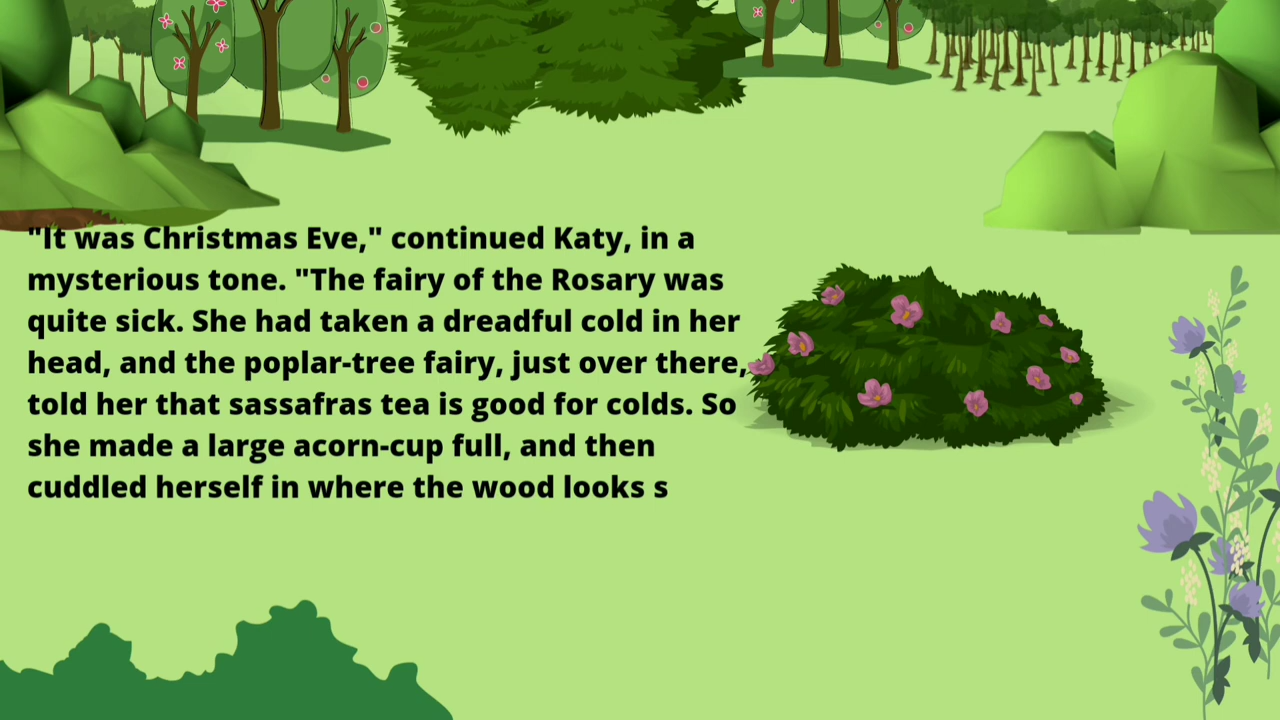 "It was Christmas Eve," continued Katy, in a
mysterious tone. "The fairy of the Rosary was
quite sick. She had taken a dreadful cold in her
head, and the poplar-tree fairy, just over there,
told her that sassafras tea is good for colds. So
she made a large acorn-cup full, and then
cuddled herself in where the wood looks s